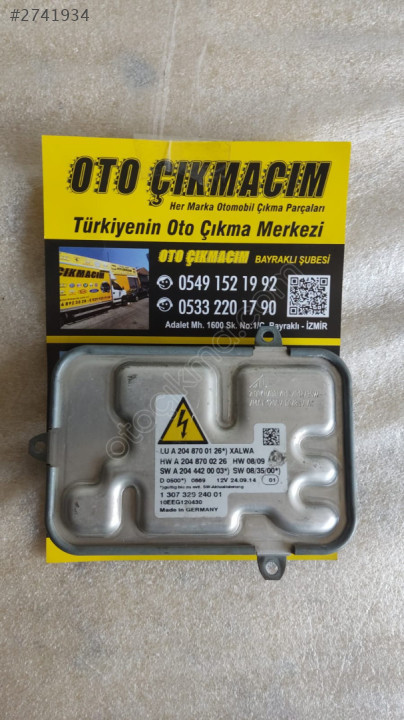 #2741934
OTO ÇIKMACIM
Her Marka Otomobil Çıkma Parçaları
Türkiyenin Oto Çıkma Merkezi
OTO ÇIKMACIM BAYRAKLI ŞUBESİ
0549 152 19 92
0533 220 17 90
Adalet Mh. 1600 Sk. No:1/C Bayraklı - İZMİR
otocikmacim.com
LU A 204 870 01 26*) XALWA
HW A 204 870 02 26 HW 08/09
SW A 204 442 00 03*) SW 08/35/00*)
D 0600*) 0869 12V 24.09.14 S1
1 307 329 240 01
10EEG120430
Made in GERMANY